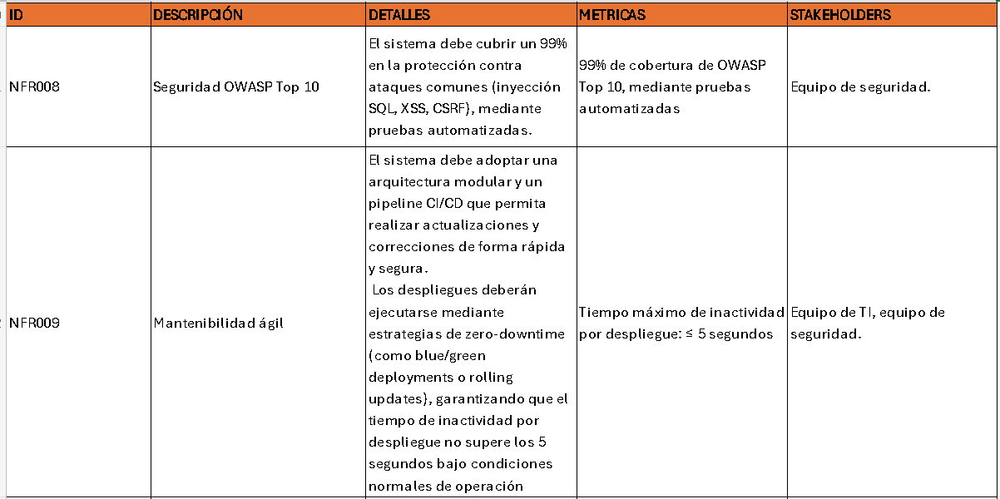 ID
DESCRIPCIÓN
DETALLES
METRICAS
STAKEHOLDERS
NFR008
Seguridad OWASP Top 10
El sistema debe cubrir un 99%
en la protección contra
ataques comunes (inyección
SQL, XSS, CSRF), mediante
pruebas automatizadas.
99% de cobertura de OWASP
Top 10, mediante pruebas
automatizadas
Equipo de seguridad.
NFR009
Mantenibilidad ágil
El sistema debe adoptar una
arquitectura modular y un
pipeline CI/CD que permita
realizar actualizaciones y
correcciones de forma rápida
y segura.
Los despliegues deberán
ejecutarse mediante
estrategias de zero-downtime
(como blue/green
deployments o rolling
updates), garantizando que el
tiempo de inactividad por
despliegue no supere los 5
segundos bajo condiciones
normales de operación
Tiempo máximo de inactividad
por despliegue: ≤ 5 segundos
Equipo de TI, equipo de
seguridad.